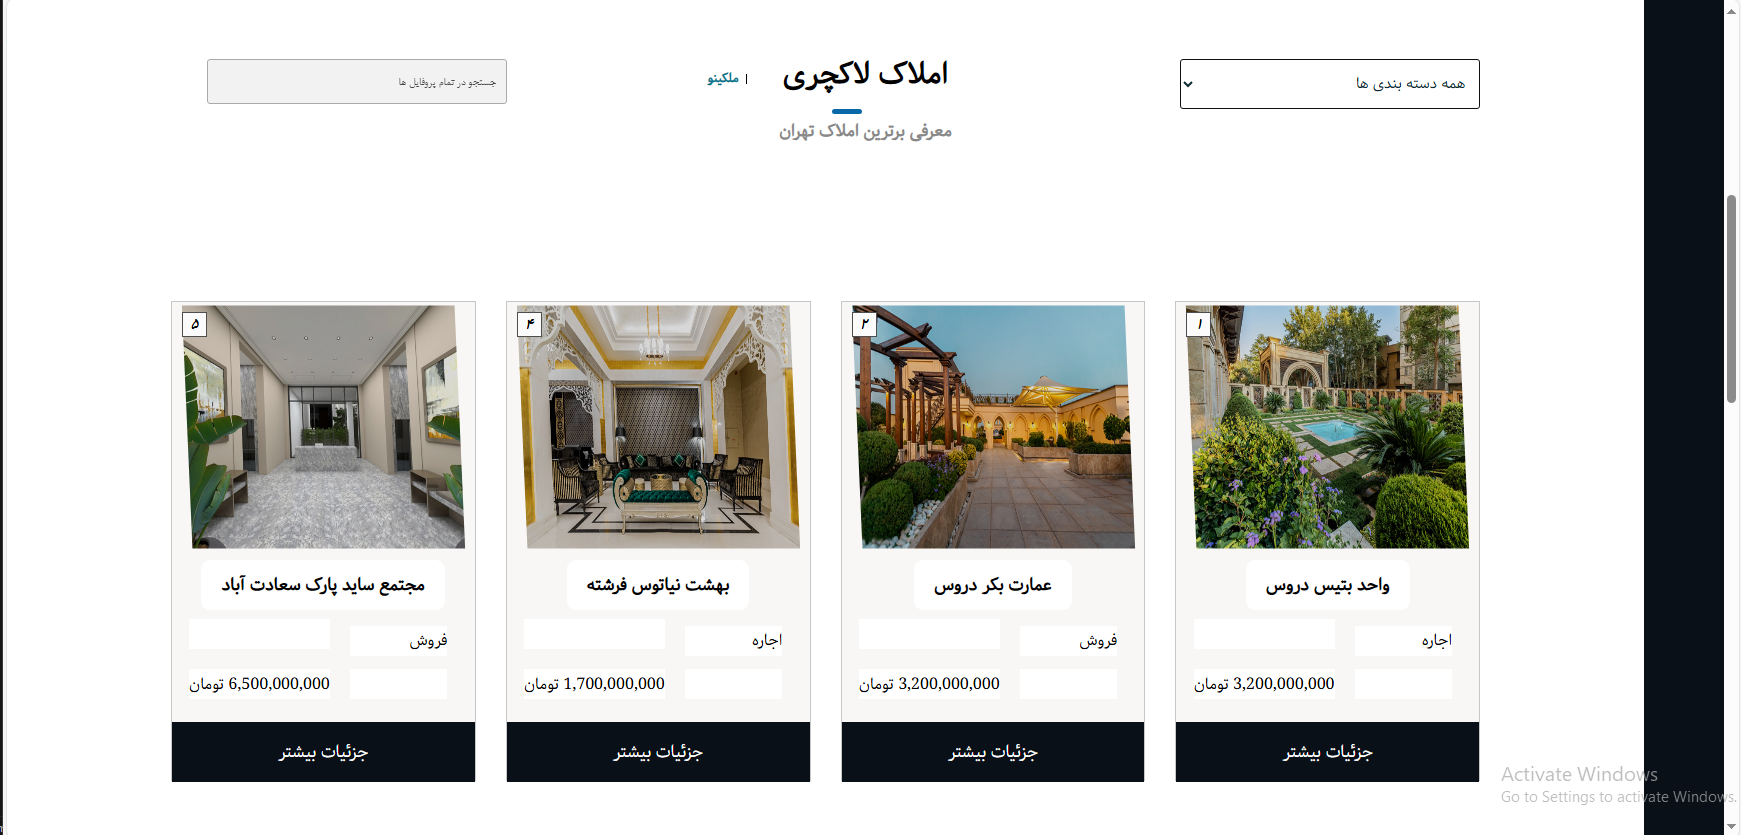 همه دسته بندی ها
املاک لاکچری
| ملکینو
معرفی برترین املاک تهران
جستجو در تمام پروفایل ها
۱
واحد بتیس دروس
اجاره
3,200,000,000 تومان
جزئیات بیشتر
۲
عمارت بکر دروس
فروش
3,200,000,000 تومان
جزئیات بیشتر
۴
بهشت نیاتوس فرشته
اجاره
1,700,000,000 تومان
جزئیات بیشتر
۵
مجتمع ساید پارک سعادت آباد
فروش
6,500,000,000 تومان
جزئیات بیشتر
Activate Windows
Go to Settings to activate Windows.